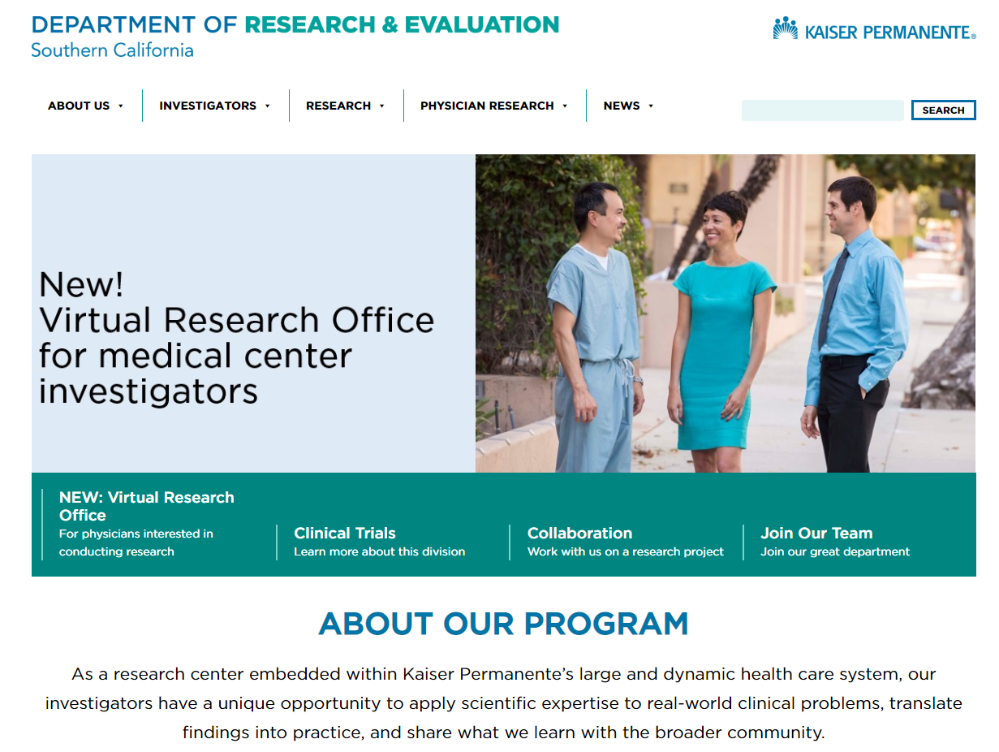 DEPARTMENT OF RESEARCH & EVALUATION
Southern California
KAISER PERMANENTE®
ABOUT US
INVESTIGATORS
RESEARCH
PHYSICIAN RESEARCH
NEWS
SEARCH
New!
Virtual Research Office
for medical center
investigators
NEW: Virtual Research
Office
For physicians interested in
conducting research
Clinical Trials
Learn more about this division
Collaboration
Work with us on a research project
Join Our Team
Join our great department
ABOUT OUR PROGRAM
As a research center embedded within Kaiser Permanente’s large and dynamic health care system, our
investigators have a unique opportunity to apply scientific expertise to real-world clinical problems, translate
findings into practice, and share what we learn with the broader community.